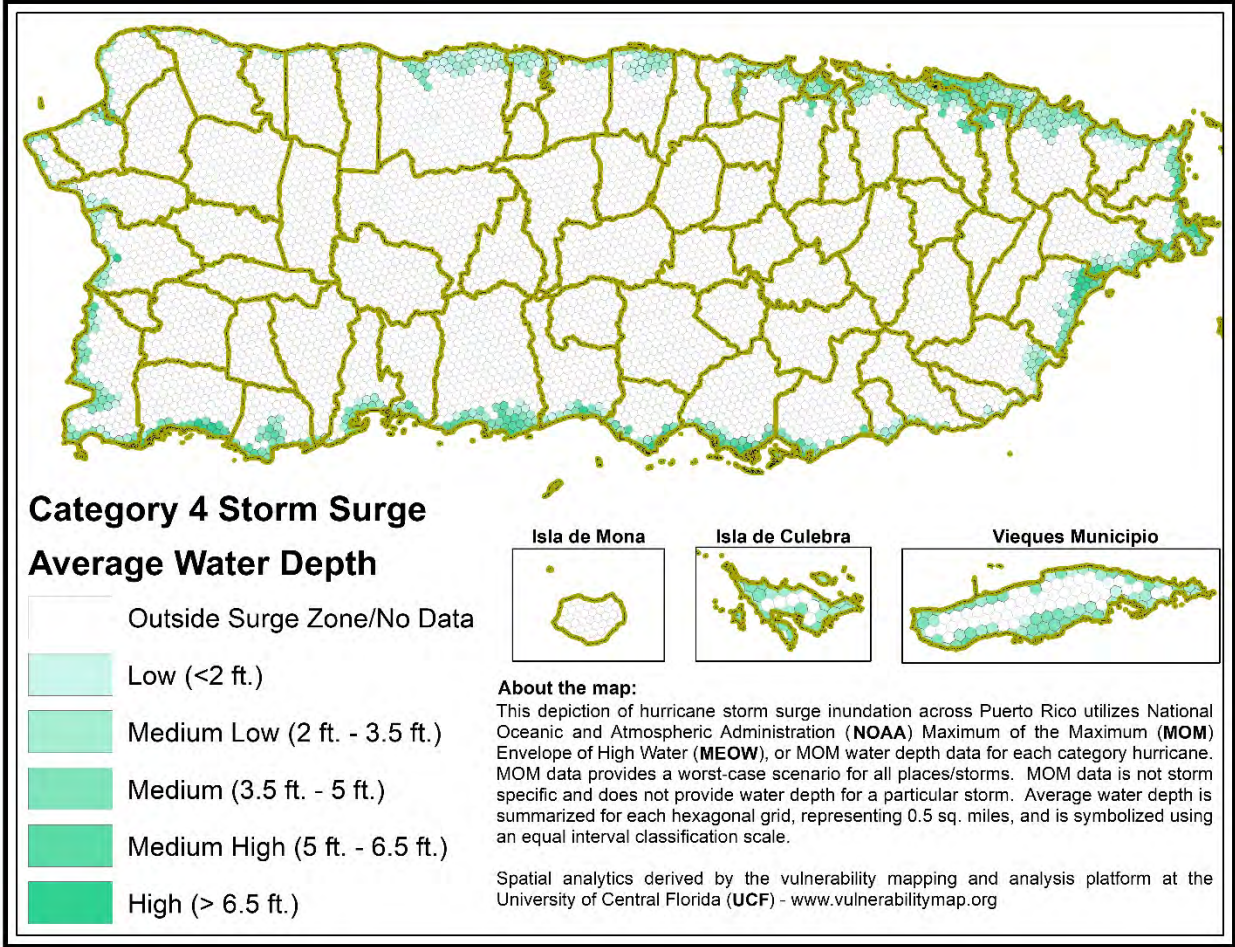 Category 4 Storm Surge
Average Water Depth
Outside Surge Zone/No Data
Low (<2 ft.)
Medium Low (2 ft. - 3.5 ft.)
Medium (3.5 ft. - 5 ft.)
Medium High (5 ft. - 6.5 ft.)
High (> 6.5 ft.)
Isla de Mona
Isla de Culebra
Vieques Municipio
About the map:
This depiction of hurricane storm surge inundation across Puerto Rico utilizes National
Oceanic and Atmospheric Administration (NOAA) Maximum of the Maximum (MOM)
Envelope of High Water (MEOW), or MOM water depth data for each category hurricane.
MOM data provides a worst-case scenario for all places/storms. MOM data is not storm
specific and does not provide water depth for a particular storm. Average water depth is
summarized for each hexagonal grid, representing 0.5 sq. miles, and is symbolized using
an equal interval classification scale.
Spatial analytics derived by the vulnerability mapping and analysis platform at the
University of Central Florida (UCF) - www.vulnerabilitymap.org